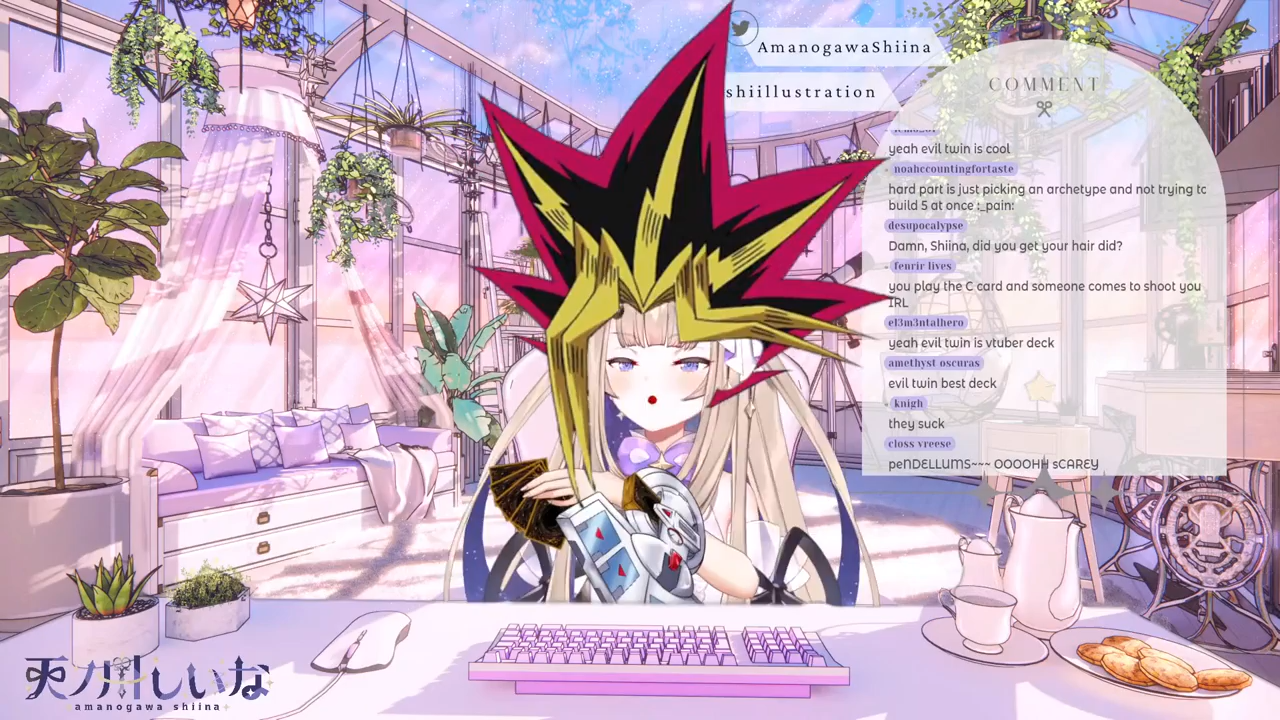 AmanogawaShiina
shiillustration
COMMENT
yeah evil twin is cool
noahccountingfortaste
hard part is just picking an archetype and not trying to
build 5 at once :_pain:
desupocalypse
Damn, Shiina, did you get your hair did?
fenrir lives
you play the C card and someone comes to shoot you
IRL
el3m3ntalhero
yeah evil twin is vtuber deck
amethyst oscuras
evil twin best deck
knigh
they suck
closs vreese
peNDELLUMS~~~ OOOOHH sCAREY
天ノ川しいな
amanogawa shiina